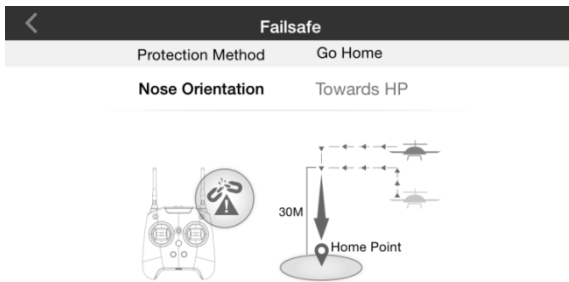 Failsafe
Protection Method Go Home
Nose Orientation Towards HP
30M
Home Point